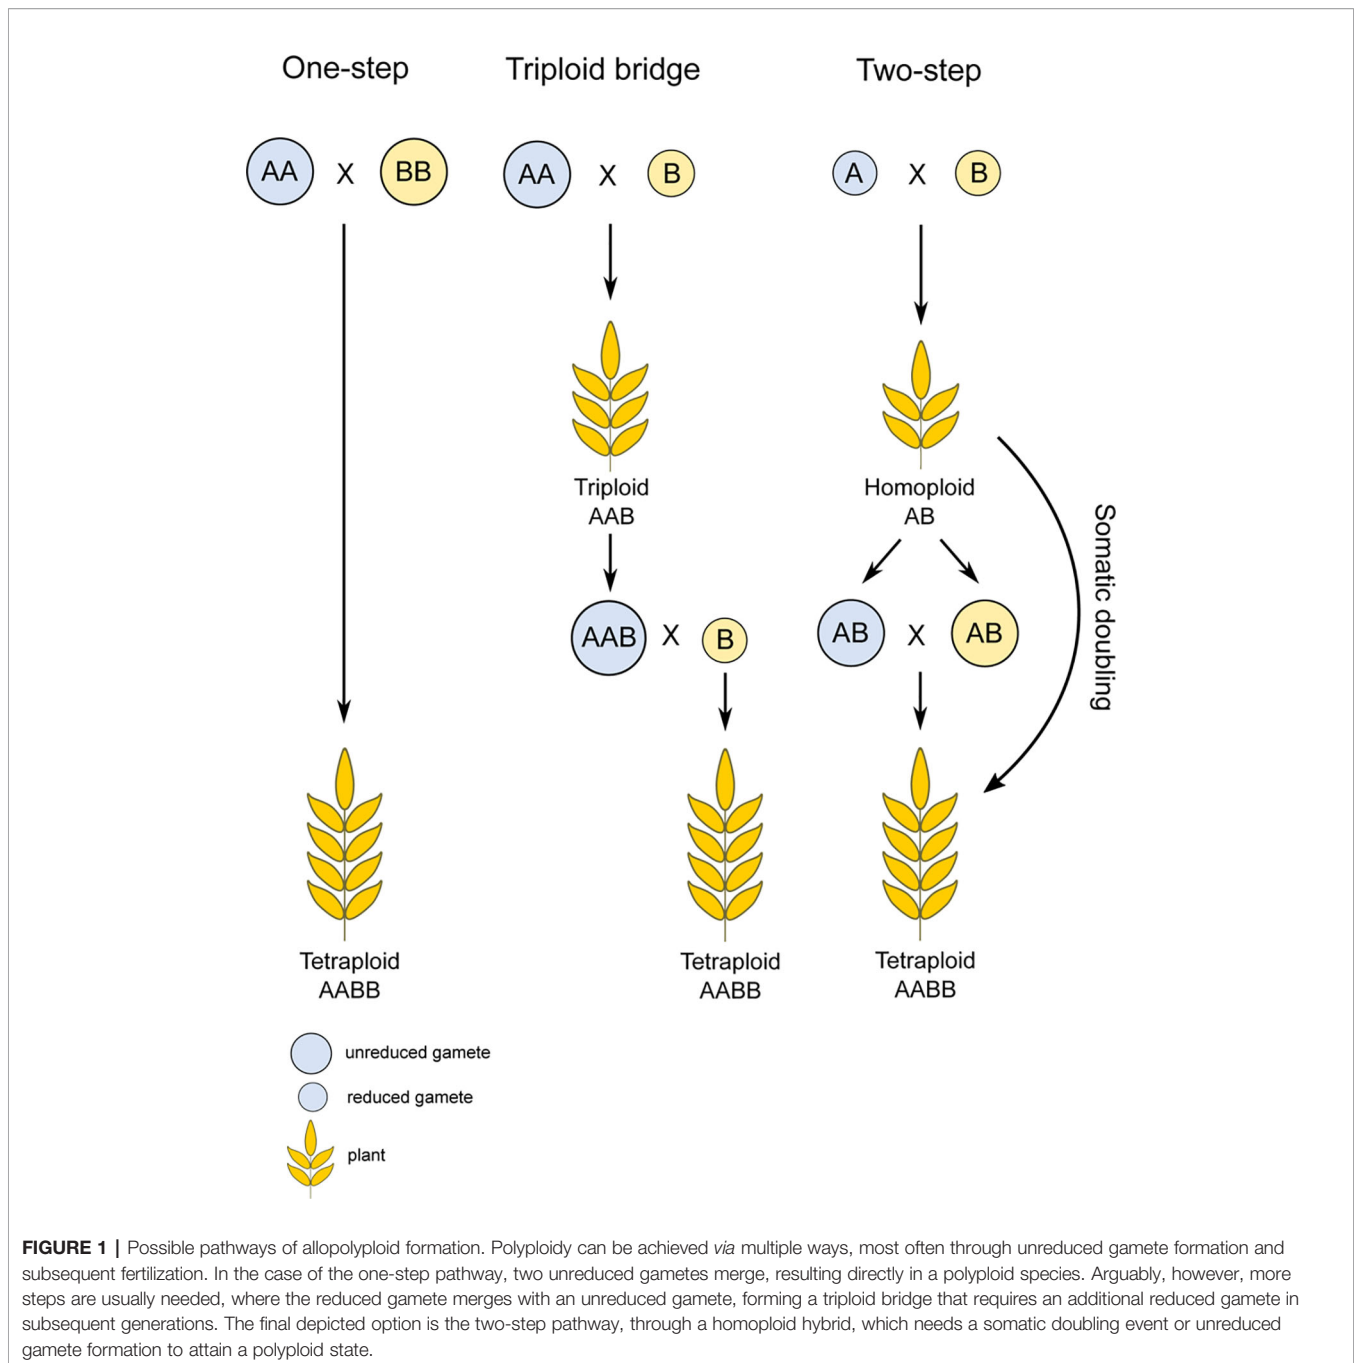 One-step Triploid bridge Two-step
AA X BB AA X B A X B
Triploid
AAB
Homoploid
AB
Somatic doubling
AAB X B AB X AB
Tetraploid
AABB
Tetraploid
AABB
Tetraploid
AABB
unreduced gamete
reduced gamete
plant
FIGURE 1 | Possible pathways of allopolyploid formation. Polyploidy can be achieved via multiple ways, most often through unreduced gamete formation and
subsequent fertilization. In the case of the one-step pathway, two unreduced gametes merge, resulting directly in a polyploid species. Arguably, however, more
steps are usually needed, where the reduced gamete merges with an unreduced gamete, forming a triploid bridge that requires an additional reduced gamete in
subsequent generations. The final depicted option is the two-step pathway, through a homoploid hybrid, which needs a somatic doubling event or unreduced
gamete formation to attain a polyploid state.